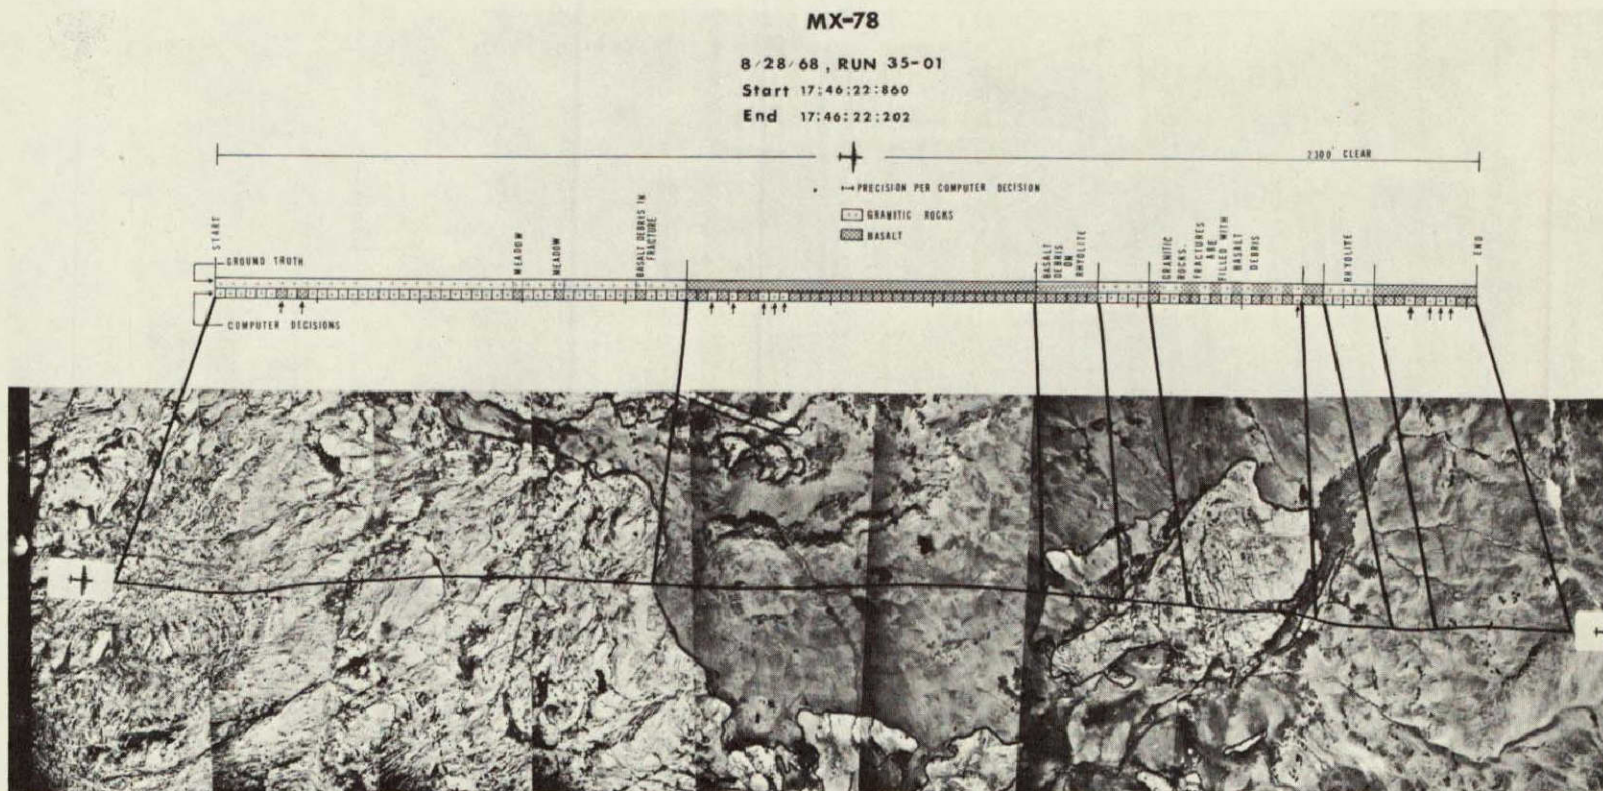 MX-78
8/28/68, RUN 35-01
Start 17:46:22:860
End 17:46:22:202
2300' CLEAR
PRECISION PER COMPUTER DECISION
GRANITIC ROCKS
BASALT
START
GROUND TRUTH
COMPUTER DECISIONS
MEADOW
MEADOW
BASALT DEBRIS IN
FRACTURE
BASALT
DEBRIS
ON
RHYOLITE
GRANITIC
ROCKS.
FRACTURES
ARE
FILLED WITH
BASALT
DEBRIS
RHYOLITE
END